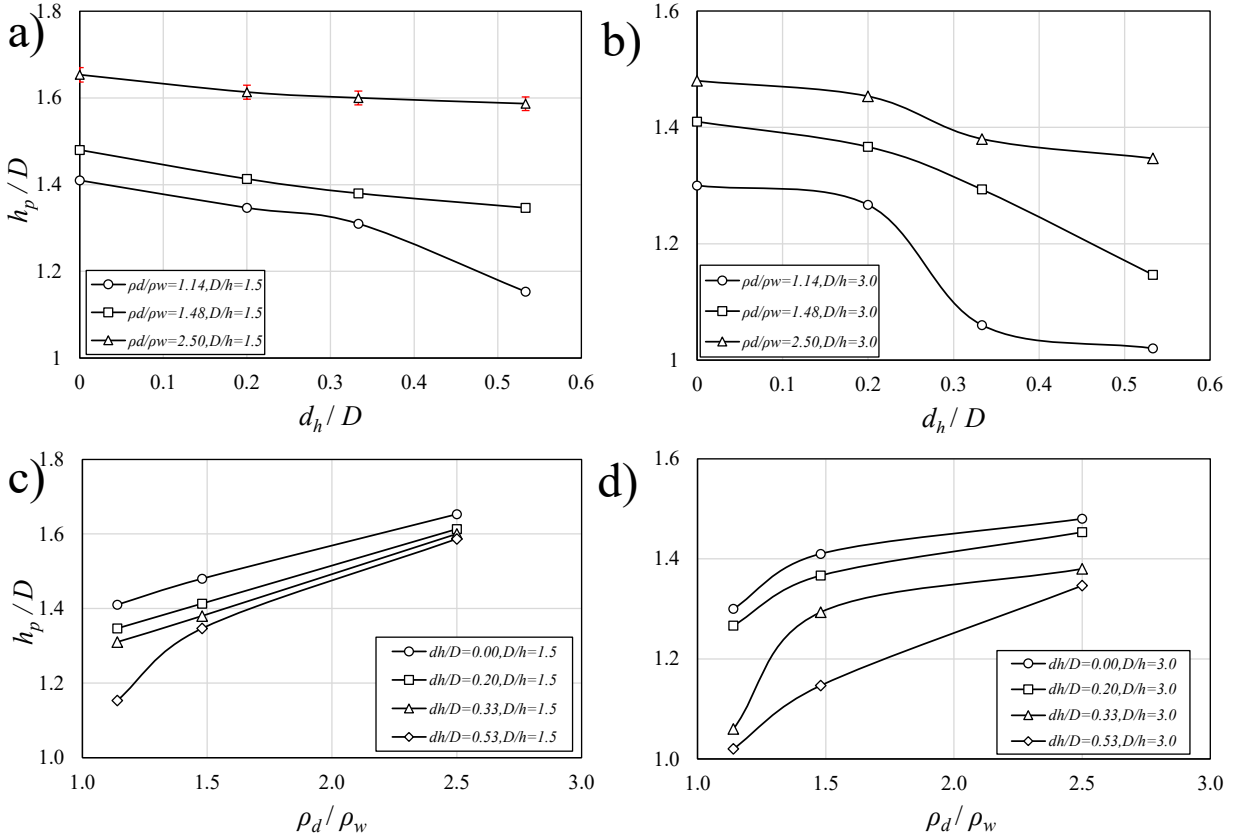 a)
1.8
1.6
1.4
1.2
1
h_p / D
ρd/ρw=1.14,D/h=1.5
ρd/ρw=1.48,D/h=1.5
ρd/ρw=2.50,D/h=1.5
0 0.1 0.2 0.3 0.4 0.5 0.6
d_h / D
b)
1.6
1.4
1.2
1
ρd/ρw=1.14,D/h=3.0
ρd/ρw=1.48,D/h=3.0
ρd/ρw=2.50,D/h=3.0
0 0.1 0.2 0.3 0.4 0.5 0.6
d_h / D
c)
1.8
1.6
1.4
1.2
1.0
h_p / D
dh/D=0.00,D/h=1.5
dh/D=0.20,D/h=1.5
dh/D=0.33,D/h=1.5
dh/D=0.53,D/h=1.5
1.0 1.5 2.0 2.5 3.0
ρ_d / ρ_w
d)
1.6
1.4
1.2
1.0
dh/D=0.00,D/h=3.0
dh/D=0.20,D/h=3.0
dh/D=0.33,D/h=3.0
dh/D=0.53,D/h=3.0
1.0 1.5 2.0 2.5 3.0
ρ_d / ρ_w